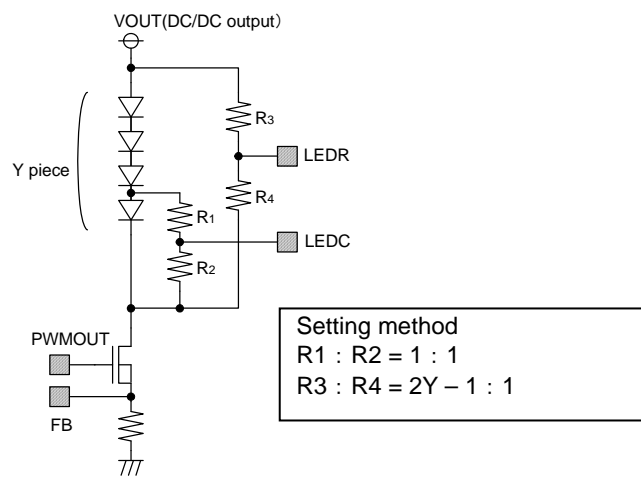 VOUT(DC/DC output)
R3
LEDR
Y piece
R4
R1
LEDC
R2
PWMOUT
FB
Setting method
R1 : R2 = 1 : 1
R3 : R4 = 2Y – 1 : 1